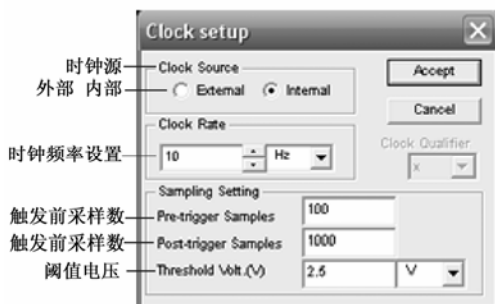 Clock setup
时钟源 Clock Source
外部 内部 External Internal
Accept
Cancel
Clock Rate
时钟频率设置 10 Hz
Clock Qualifier
x
Sampling Setting
触发前采样数 Pre-trigger Samples 100
触发前采样数 Post-trigger Samples 1000
阈值电压 Threshold Volt.(V) 2.5 V